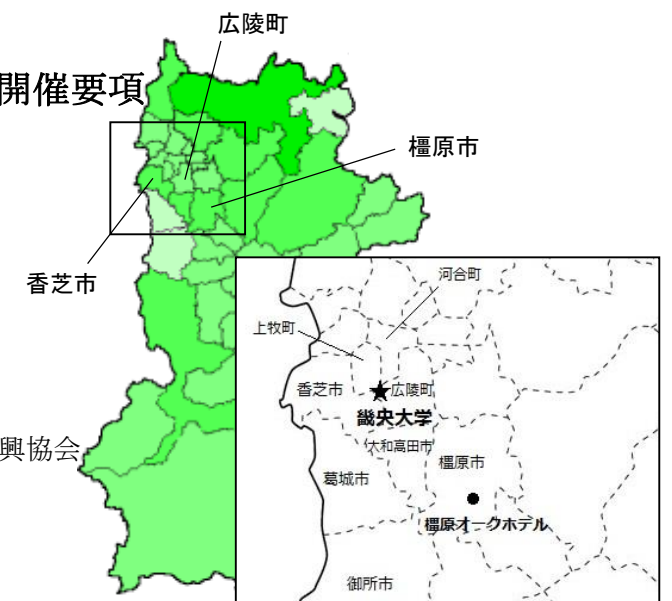 広陵町
開催要項
橿原市
香芝市
河合町
上牧町
香芝市
広陵町
畿央大学
大和高田市
橿原市
興協会
葛城市
橿原オークホテル
御所市